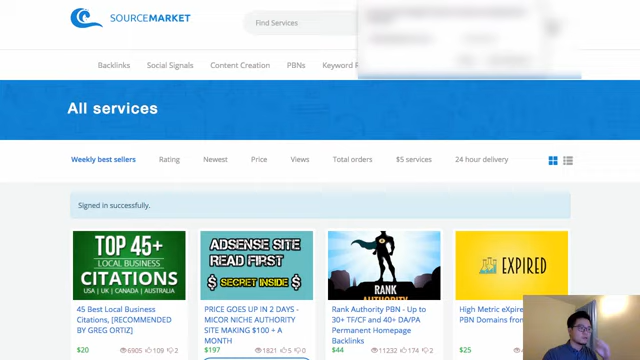 SOURCEMARKET
Find Services
Backlinks Social Signals Content Creation PBNs Keyword
All services
Weekly best sellers Rating Newest Price Views Total orders $5 services 24 hour delivery
Signed in successfully.
TOP 45+
LOCAL BUSINESS
CITATIONS
USA | UK | CANADA | AUSTRALIA
ADSENSE SITE
READ FIRST
$ SECRET INSIDE $
RANK
AUTHORITY
EXPIRED
45 Best Local Business
Citations, [RECOMMENDED
BY GREG ORTIZ]
$20 6905 109 2
PRICE GOES UP IN 2 DAYS -
MICOR NICHE AUTHORITY
SITE MAKING $100 + A
MONTH
$197 1821 5 0
Rank Authority PBN - Up to
30+ TF/CF and 40+ DA/PA
Permanent Homepage
Backlinks
$44 11232 174 2
High Metric eXpire
PBN Domains from
$25